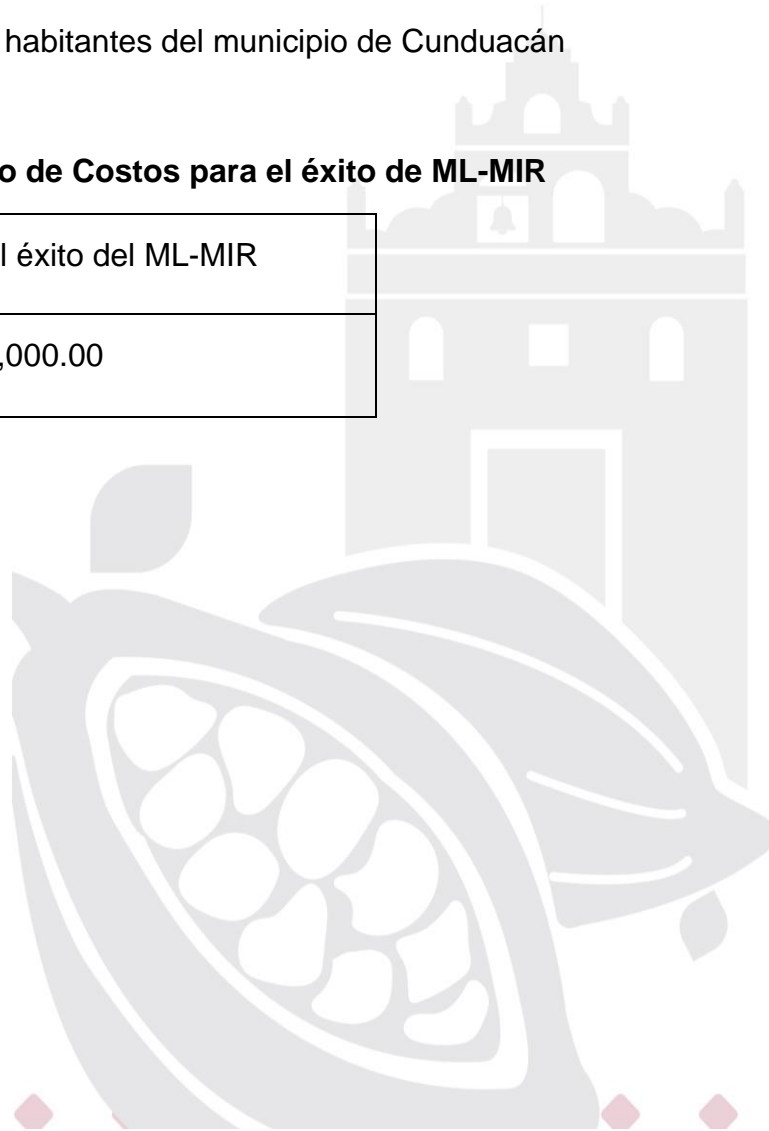 habitantes del municipio de Cunduacán
o de Costos para el éxito de ML-MIR
l éxito del ML-MIR
,000.00